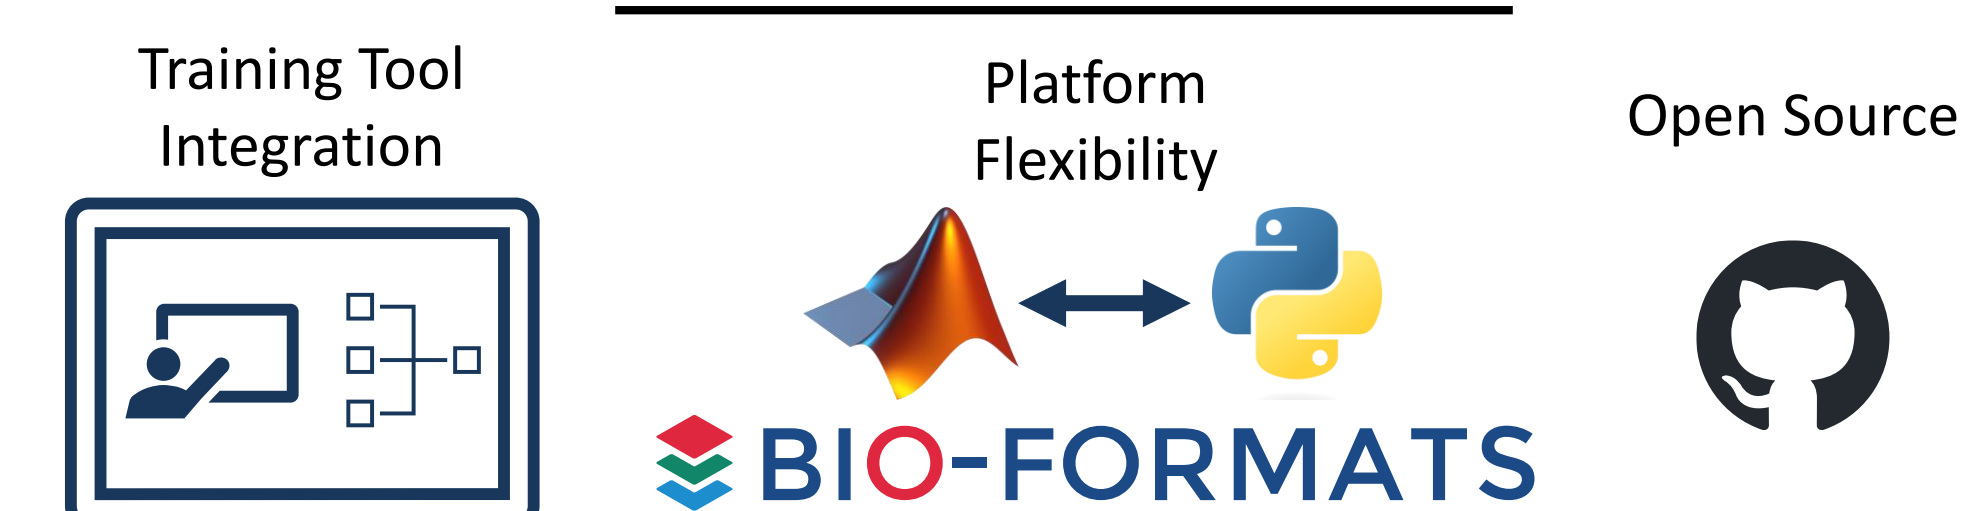 Training Tool
Integration
Platform
Flexibility
BIO-FORMATS
Open Source